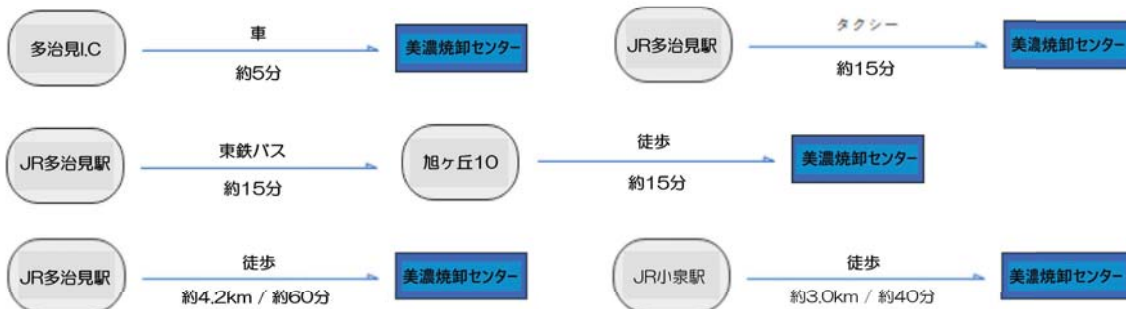 多治見I.C
車
約5分
美濃焼卸センター
JR多治見駅
タクシー
約15分
美濃焼卸センター
JR多治見駅
東鉄バス
約15分
旭ヶ丘10
徒歩
約15分
美濃焼卸センター
JR多治見駅
徒歩
約4.2km / 約60分
美濃焼卸センター
JR小泉駅
徒歩
約3.0km / 約40分
美濃焼卸センター